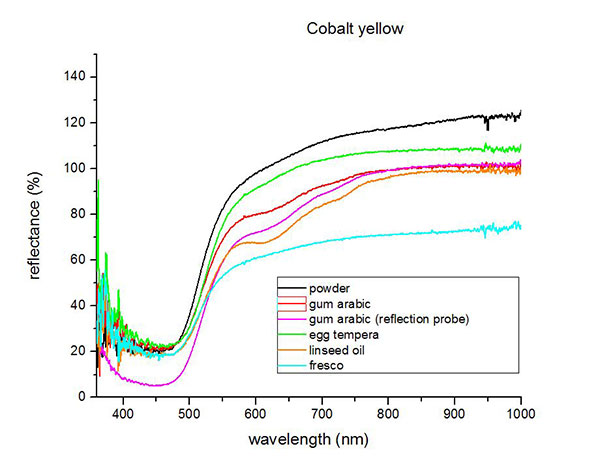 Cobalt yellow
reflectance (%)
140
120
100
80
60
40
20
0
400 500 600 700 800 900 1000
wavelength (nm)
powder
gum arabic
gum arabic (reflection probe)
egg tempera
linseed oil
fresco